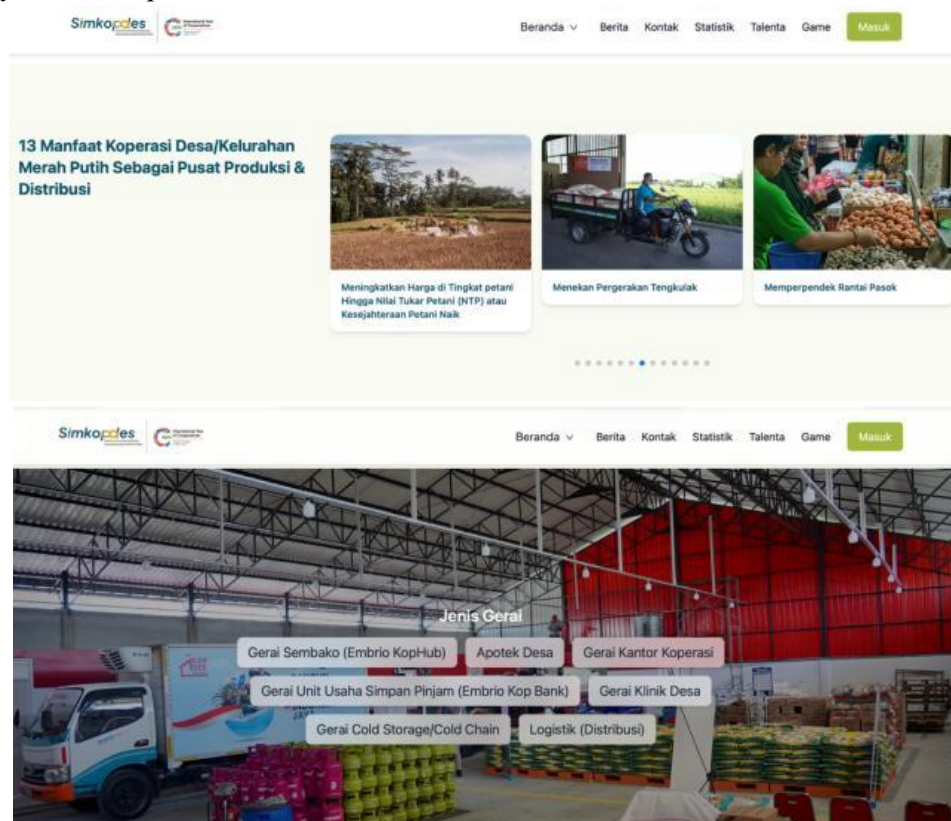 Simkopdes
Beranda
Berita
Kontak
Statistik
Talenta
Game
Masuk
13 Manfaat Koperasi Desa/Kelurahan
Merah Putih Sebagai Pusat Produksi &
Distribusi
Meningkatkan Harga di Tingkat petani
Hingga Nilai Tukar Petani (NTP) atau
Kesejahteraan Petani Naik
Menekan Pergerakan Tengkulak
Memperpendek Rantai Pasok
Simkopdes
Beranda
Berita
Kontak
Statistik
Talenta
Game
Masuk
Jenis Gerai
Gerai Sembako (Embrio KopHub)
Apotek Desa
Gerai Kantor Koperasi
Gerai Unit Usaha Simpan Pinjam (Embrio Kop Bank)
Gerai Klinik Desa
Gerai Cold Storage/Cold Chain
Logistik (Distribusi)